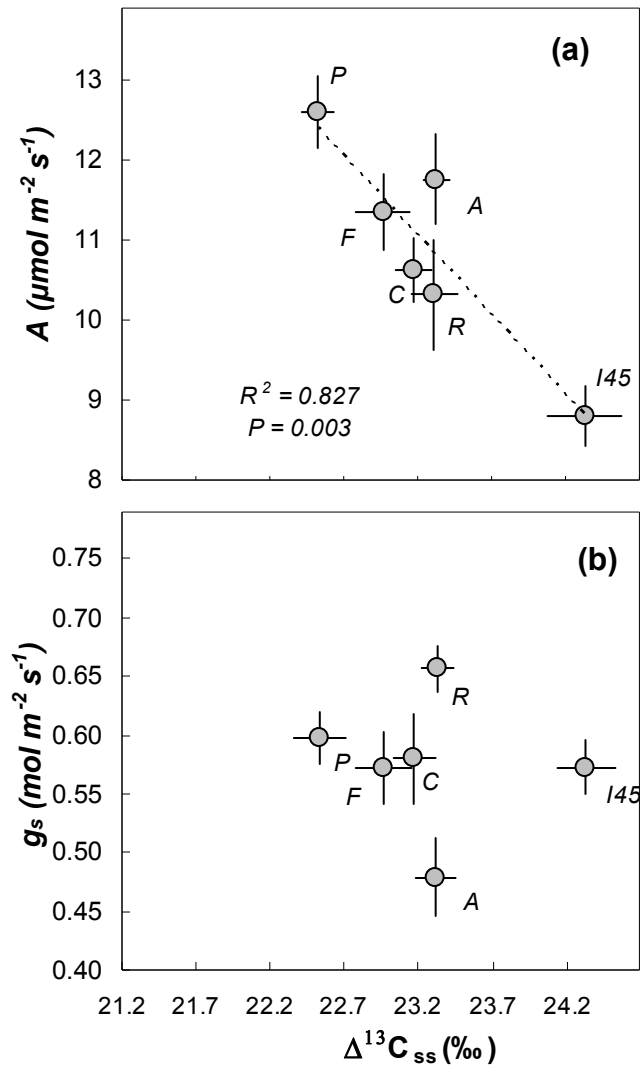 (a)
13
12
11
10
9
8
A (µmol m⁻² s⁻¹)
P
A
F
C
R
I45
R² = 0.827
P = 0.003
(b)
0.75
0.70
0.65
0.60
0.55
0.50
0.45
0.40
gs (mol m⁻² s⁻¹)
R
P
F
C
I45
A
21.2 21.7 22.2 22.7 23.2 23.7 24.2
Δ¹³C ss (‰)